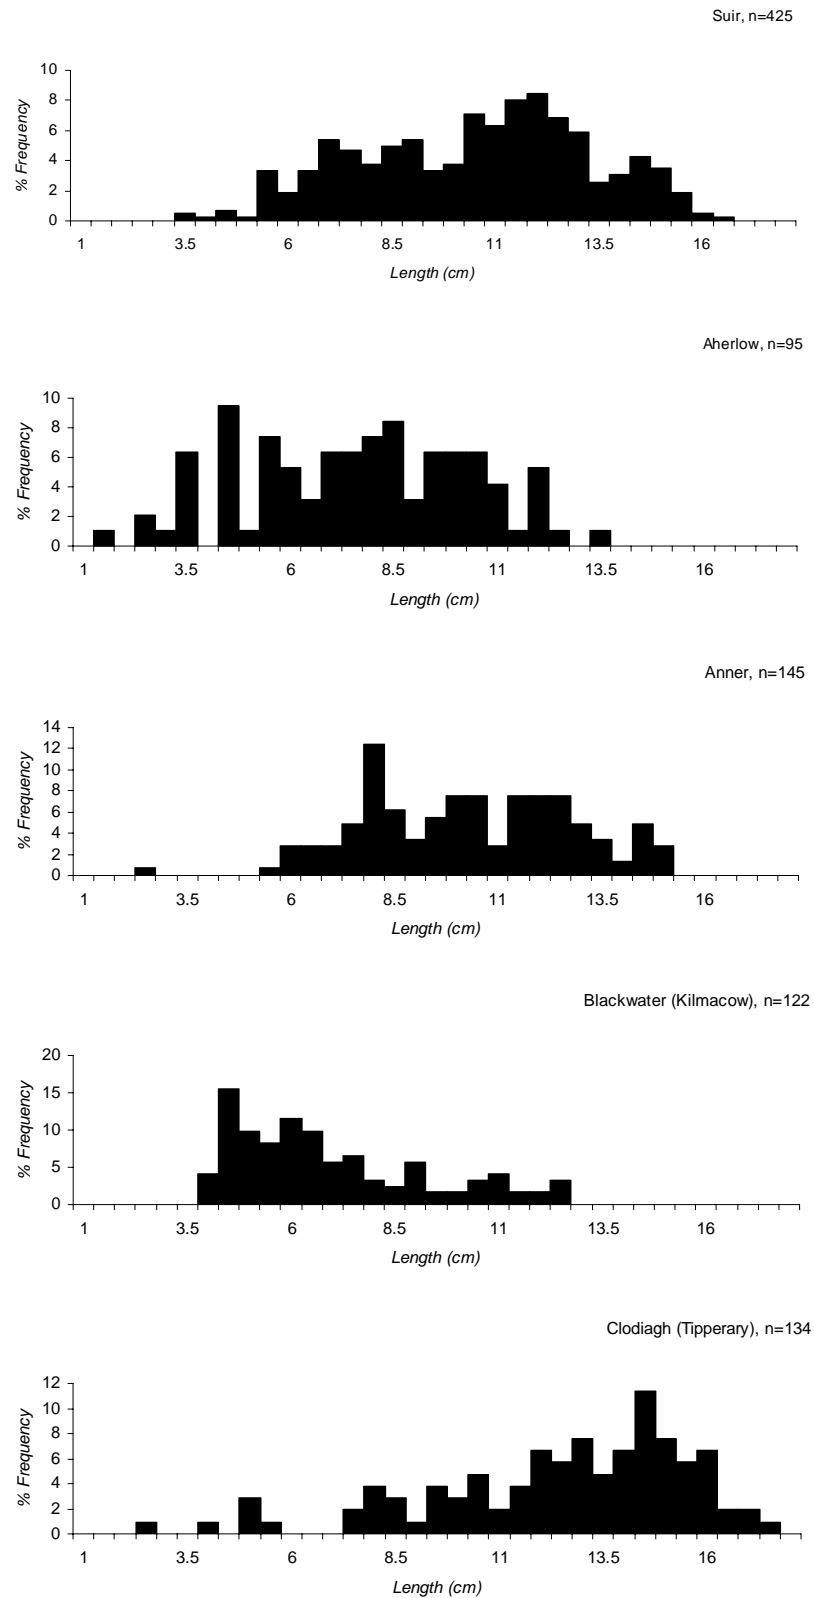 Suir, n=425
10
8
6
4
2
0
% Frequency
1 3.5 6 8.5 11 13.5 16
Length (cm)
Aherlow, n=95
10
8
6
4
2
0
% Frequency
1 3.5 6 8.5 11 13.5 16
Length (cm)
Anner, n=145
14
12
10
8
6
4
2
0
% Frequency
1 3.5 6 8.5 11 13.5 16
Length (cm)
Blackwater (Kilmacow), n=122
20
15
10
5
0
% Frequency
1 3.5 6 8.5 11 13.5 16
Length (cm)
Clodiagh (Tipperary), n=134
12
10
8
6
4
2
0
% Frequency
1 3.5 6 8.5 11 13.5 16
Length (cm)